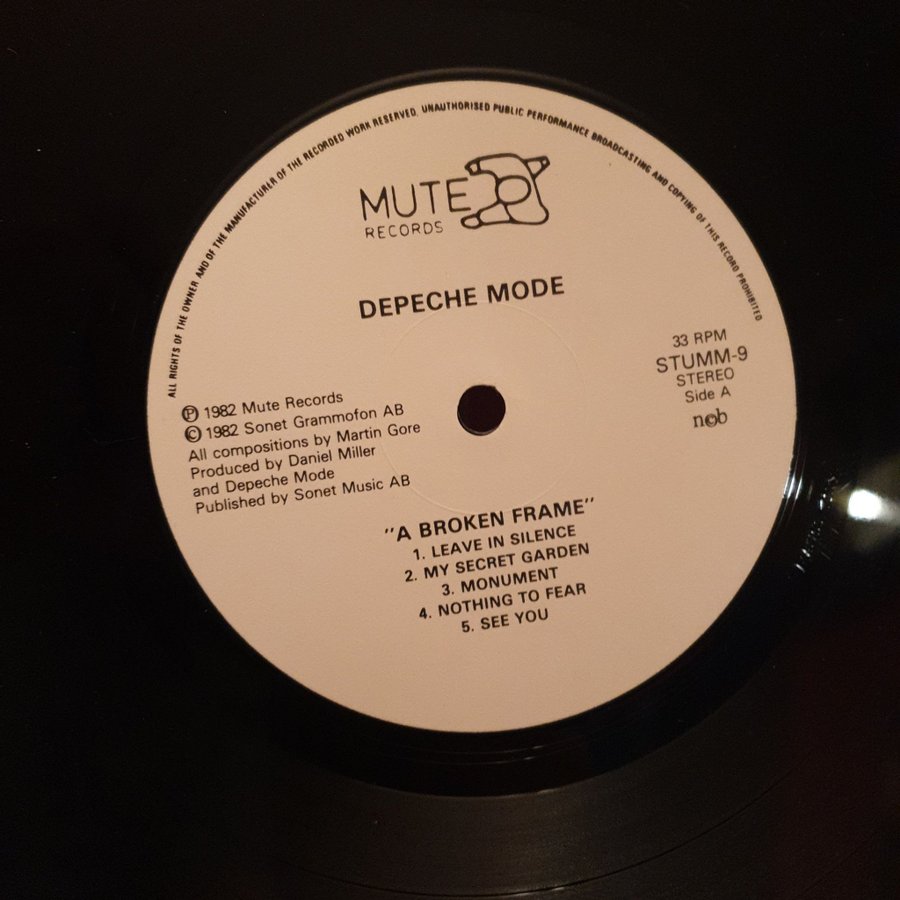 ALL RIGHTS OF THE OWNER AND OF THE MANUFACTURER OF THE RECORDED WORK RESERVED. UNAUTHORISED PUBLIC PERFORMANCE BROADCASTING AND COPYING OF THIS RECORD PROHIBITED
MUTE
RECORDS
DEPECHE MODE
33 RPM
STUMM-9
STEREO
Side A
n©b
Ⓟ 1982 Mute Records
© 1982 Sonet Grammofon AB
All compositions by Martin Gore
Produced by Daniel Miller
and Depeche Mode
Published by Sonet Music AB
"A BROKEN FRAME"
1. LEAVE IN SILENCE
2. MY SECRET GARDEN
3. MONUMENT
4. NOTHING TO FEAR
5. SEE YOU